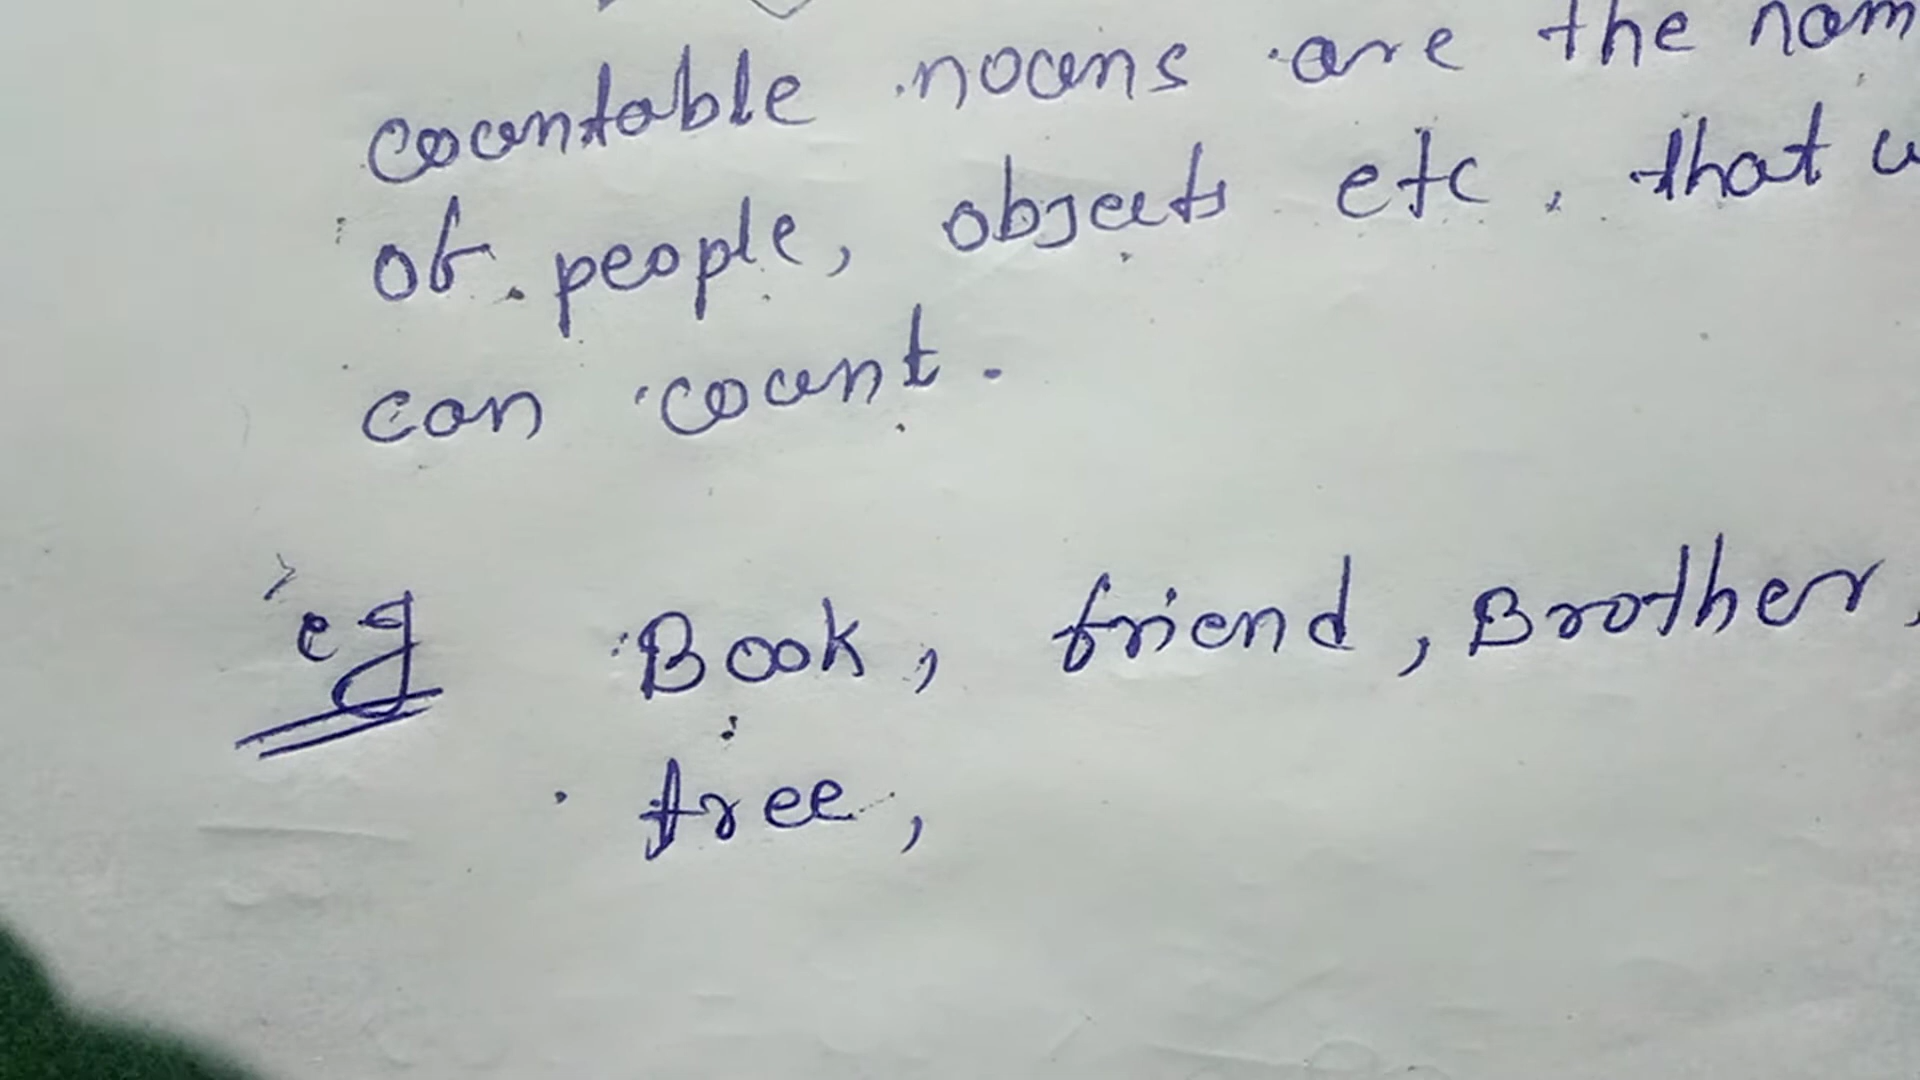 countable nouns are the nam
of people, objects etc. that w
can count.
eg Book, friend, Brother,
tree,